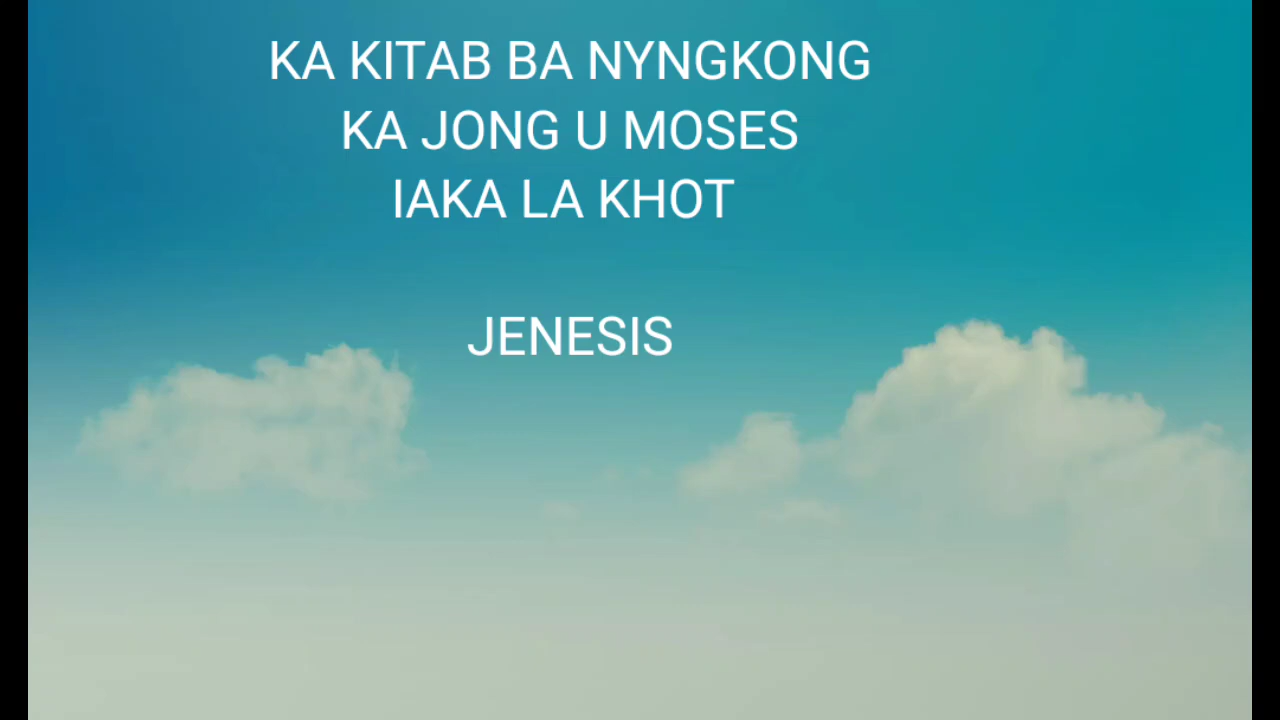 KA KITAB BA NYNGKONG
KA JONG U MOSES
IAKA LA KHOT
JENESIS